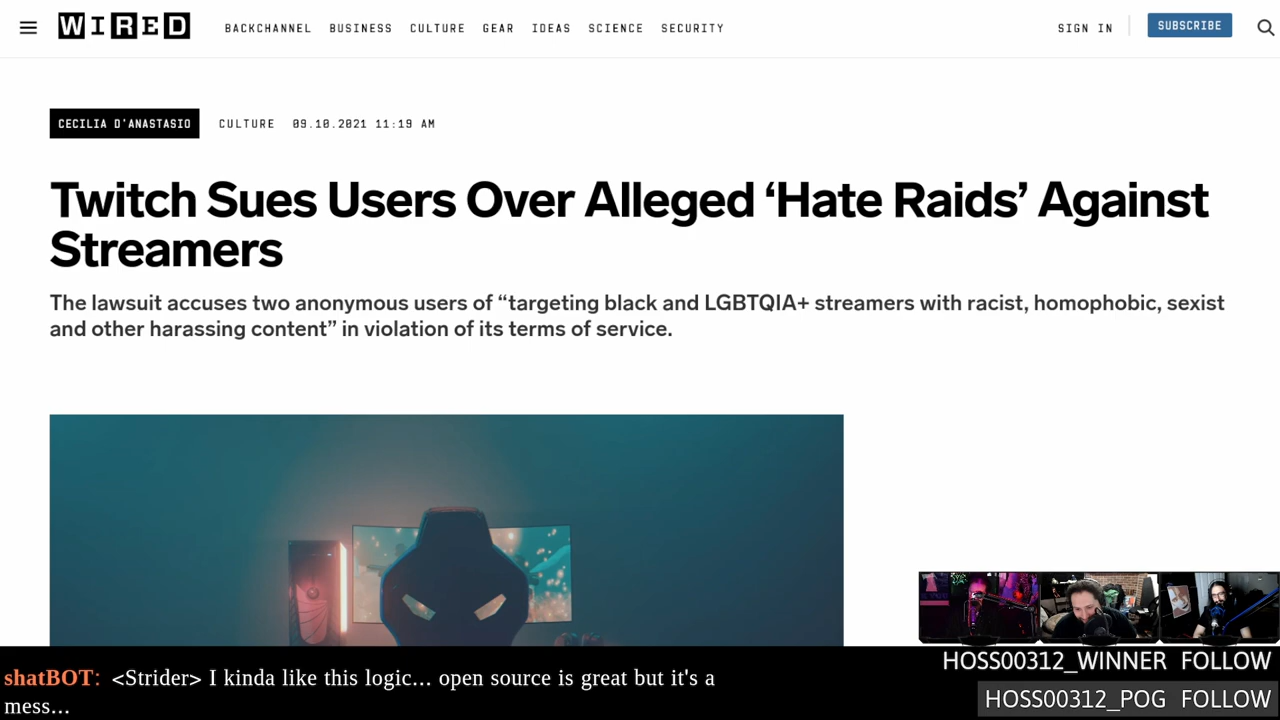 WIRED
BACKCHANNEL BUSINESS CULTURE GEAR IDEAS SCIENCE SECURITY
SIGN IN
SUBSCRIBE
CECILIA D'ANASTASIO CULTURE 09.10.2021 11:19 AM
Twitch Sues Users Over Alleged ‘Hate Raids’ Against
Streamers
The lawsuit accuses two anonymous users of “targeting black and LGBTQIA+ streamers with racist, homophobic, sexist
and other harassing content” in violation of its terms of service.
shatBOT: <Strider> I kinda like this logic... open source is great but it's a
mess...
HOSS00312_WINNER FOLLOW
HOSS00312_POG FOLLOW